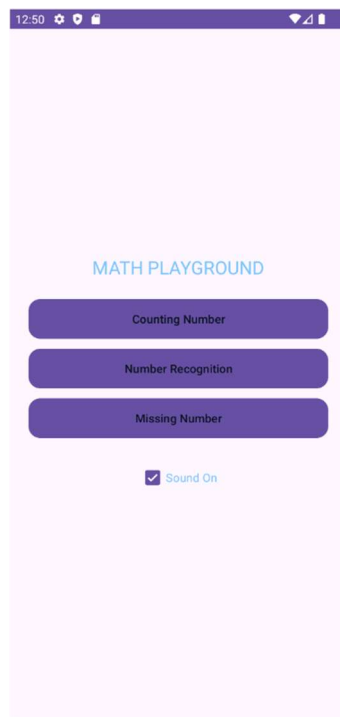 12:50
MATH PLAYGROUND
Counting Number
Number Recognition
Missing Number
Sound On